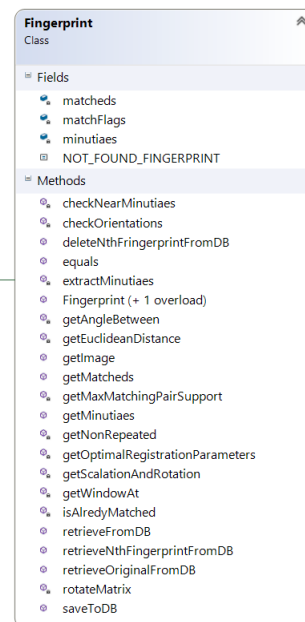 Fingerprint
Class
Fields
matcheds
matchFlags
minutiaes
NOT_FOUND_FINGERPRINT
Methods
checkNearMinutiaes
checkOrientations
deleteNthFringerprintFromDB
equals
extractMinutiaes
Fingerprint (+ 1 overload)
getAngleBetween
getEuclideanDistance
getImage
getMatcheds
getMaxMatchingPairSupport
getMinutiaes
getNonRepeated
getOptimalRegistrationParameters
getScalationAndRotation
getWindowAt
isAlredyMatched
retrieveFromDB
retrieveNthFingerprintFromDB
retrieveOriginalFromDB
rotateMatrix
saveToDB